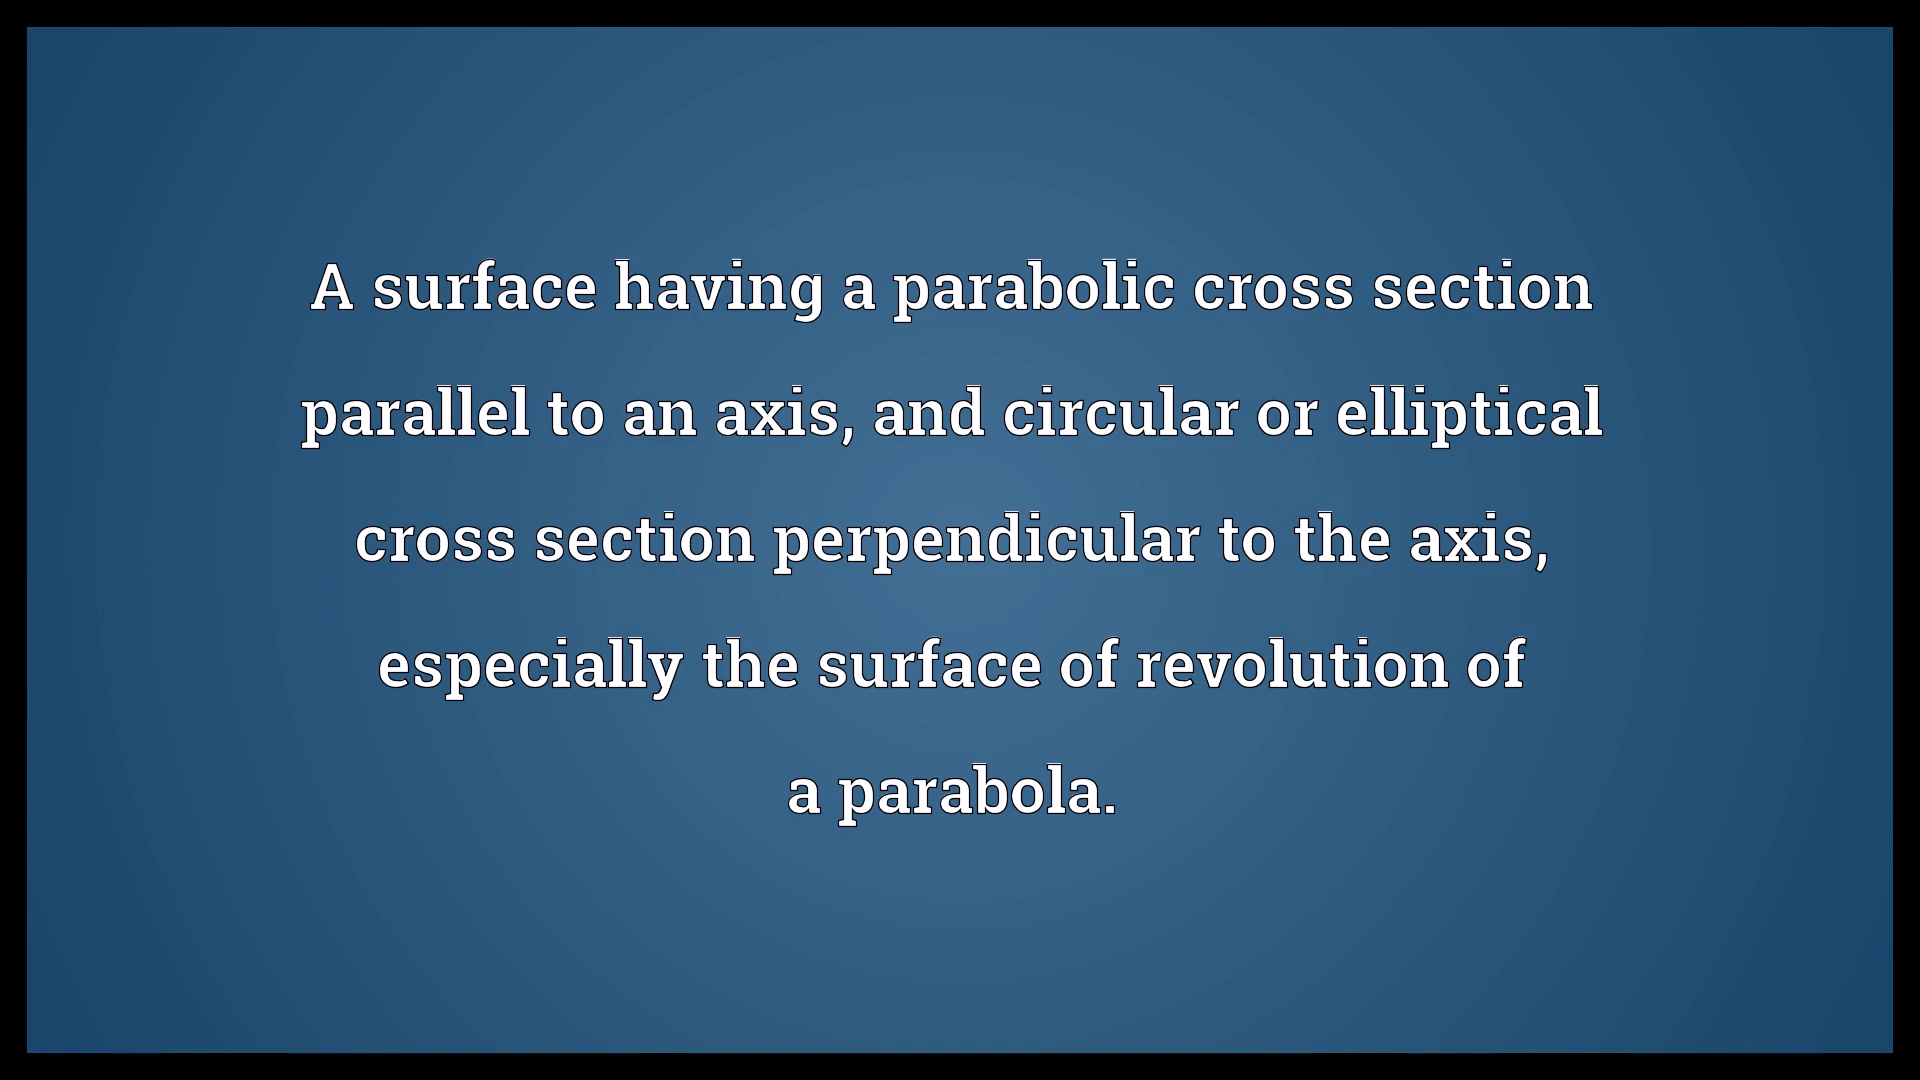 A surface having a parabolic cross section
parallel to an axis, and circular or elliptical
cross section perpendicular to the axis,
especially the surface of revolution of
a parabola.